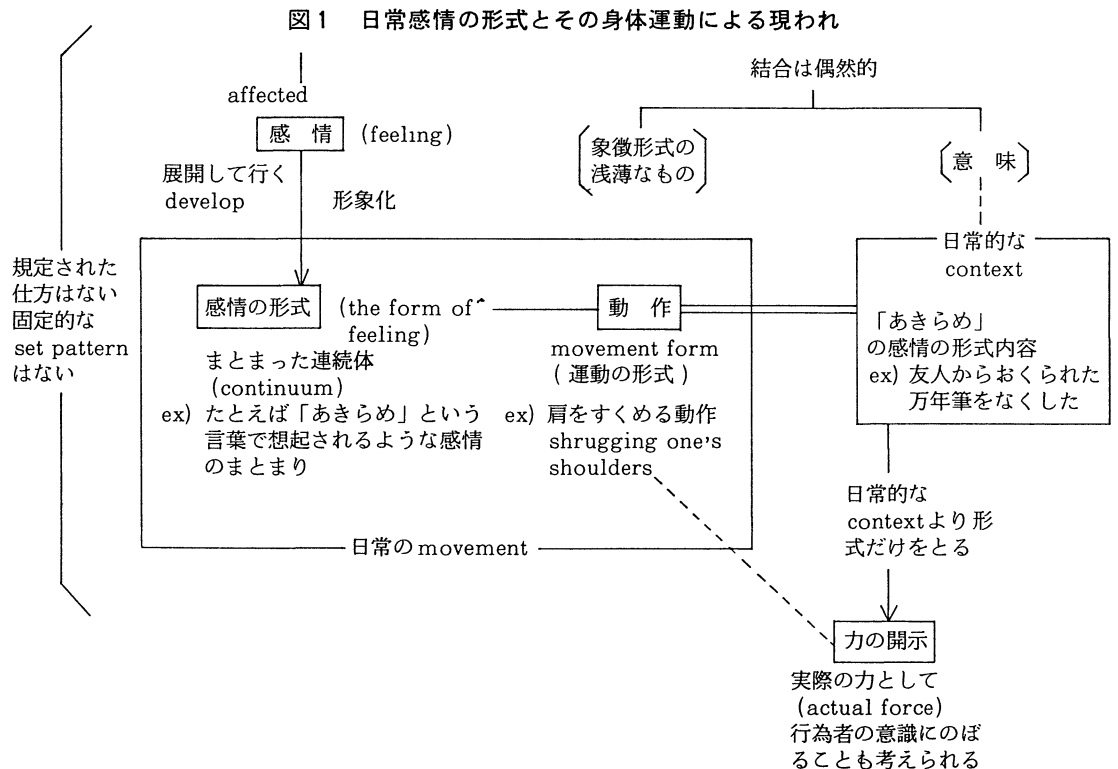 図1 日常感情の形式とその身体運動による現われ
affected
感 情 (feeling)
展開して行く
develop
形象化
結合は偶然的
象徴形式の
浅薄なもの
意 味
規定された
仕方はない
固定的な
set pattern
はない
感情の形式 (the form of
feeling)
まとまった連続体
(continuum)
ex) たとえば「あきらめ」という
言葉で想起されるような感情
のまとまり
動 作
movement form
(運動の形式)
ex) 肩をすくめる動作
shrugging one's
shoulders
日常のmovement
日常的な
context
「あきらめ」
の感情の形式内容
ex) 友人からおくられた
万年筆をなくした
日常的な
contextより形
式だけをとる
力の開示
実際の力として
(actual force)
行為者の意識にのぼ
ることも考えられる